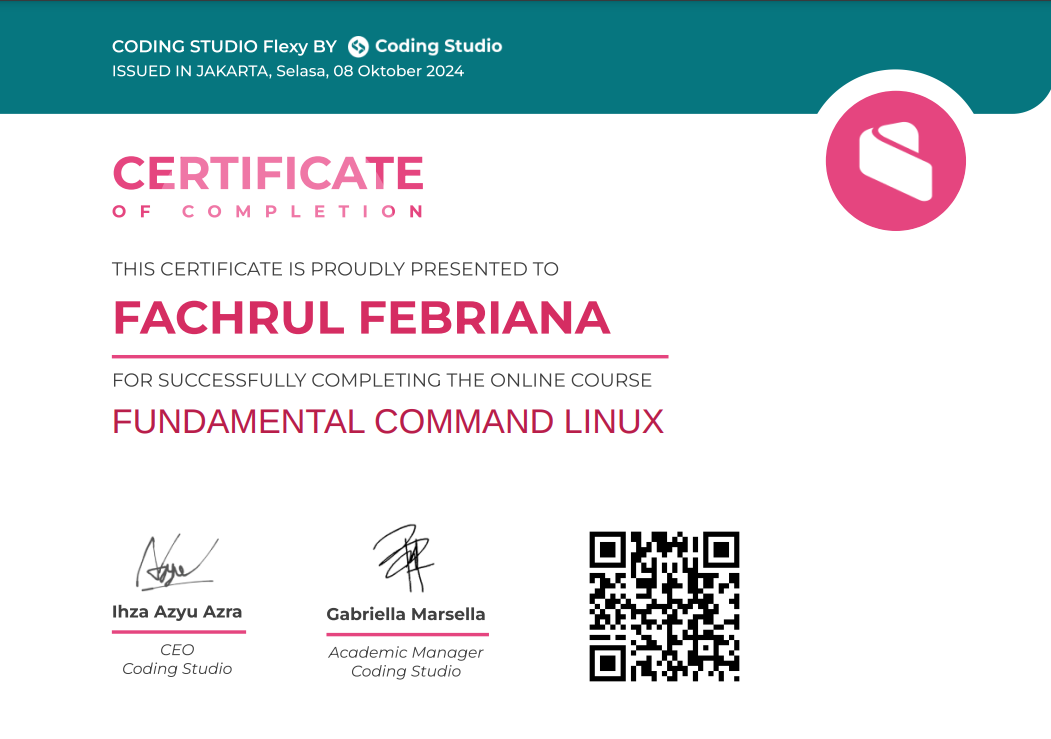 CODING STUDIO Flexy BY Coding Studio
ISSUED IN JAKARTA, Selasa, 08 Oktober 2024
CERTIFICATE
OF COMPLETION
THIS CERTIFICATE IS PROUDLY PRESENTED TO
FACHRUL FEBRIANA
FOR SUCCESSFULLY COMPLETING THE ONLINE COURSE
FUNDAMENTAL COMMAND LINUX
Ihza Azyu Azra
CEO
Coding Studio
Gabriella Marsella
Academic Manager
Coding Studio